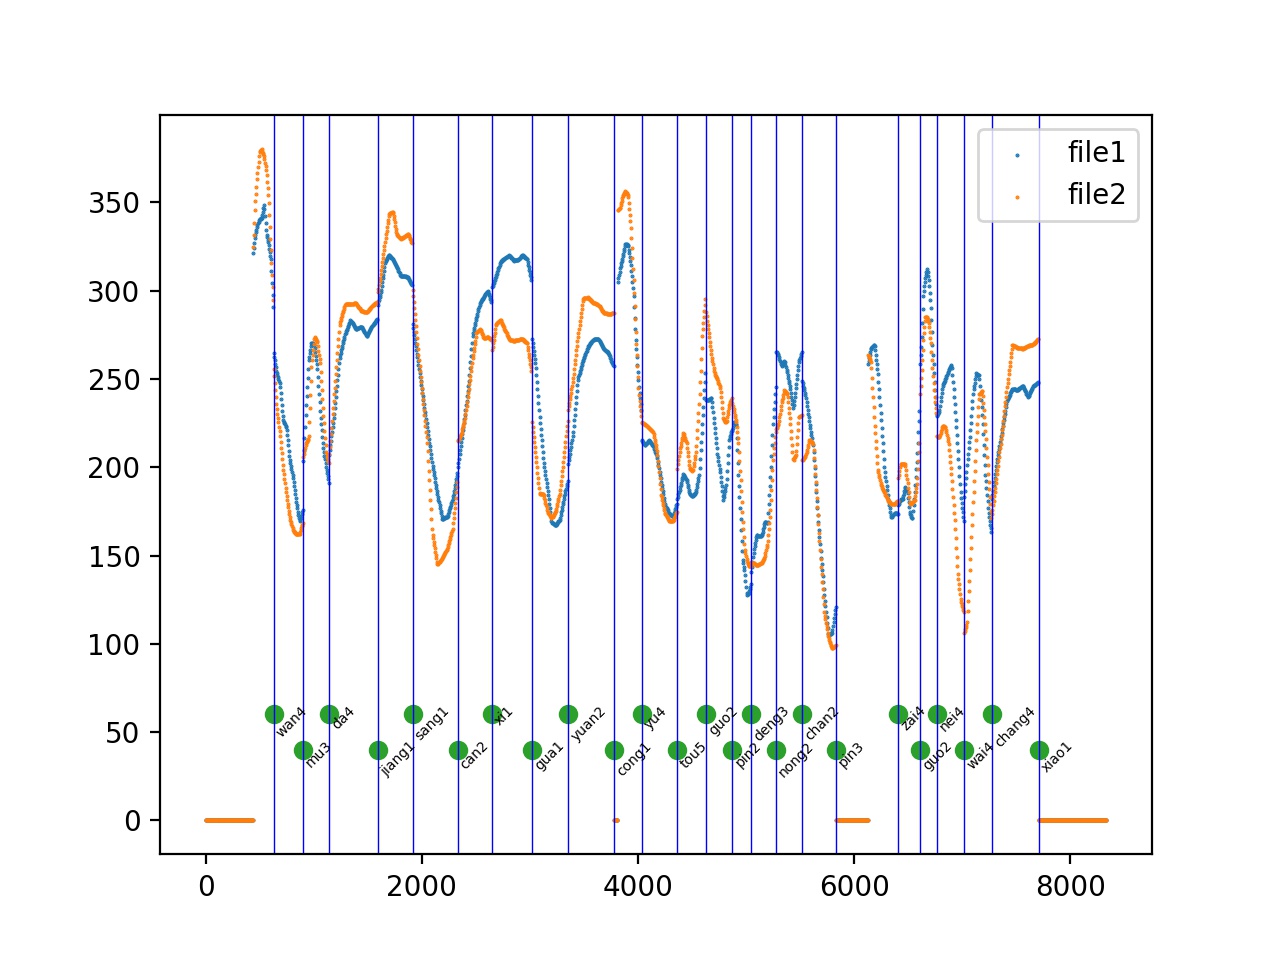 file1
file2
350
300
250
200
150
100
50
0
wan4
mu3
da4
jiang1
sang1
can2
xi1
gua1
yuan2
cong1
yu4
tou5
guo2
pin2
deng3
nong2
chan2
pin3
zai4
guo2
nei4
wai4
chang4
xiao1
0 2000 4000 6000 8000